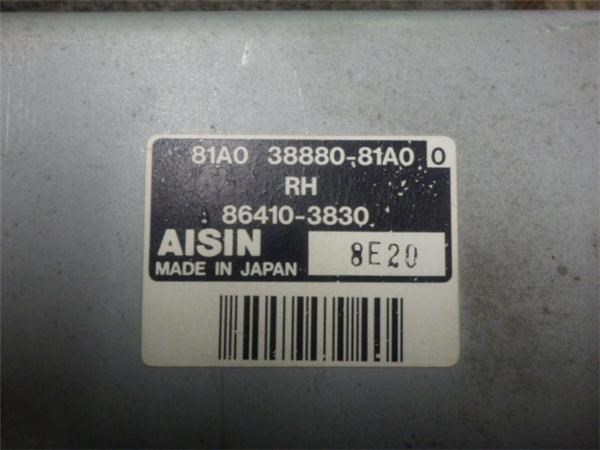 81A0 38880-81A0 0
RH
86410-3830
AISIN 8E20
MADE IN JAPAN